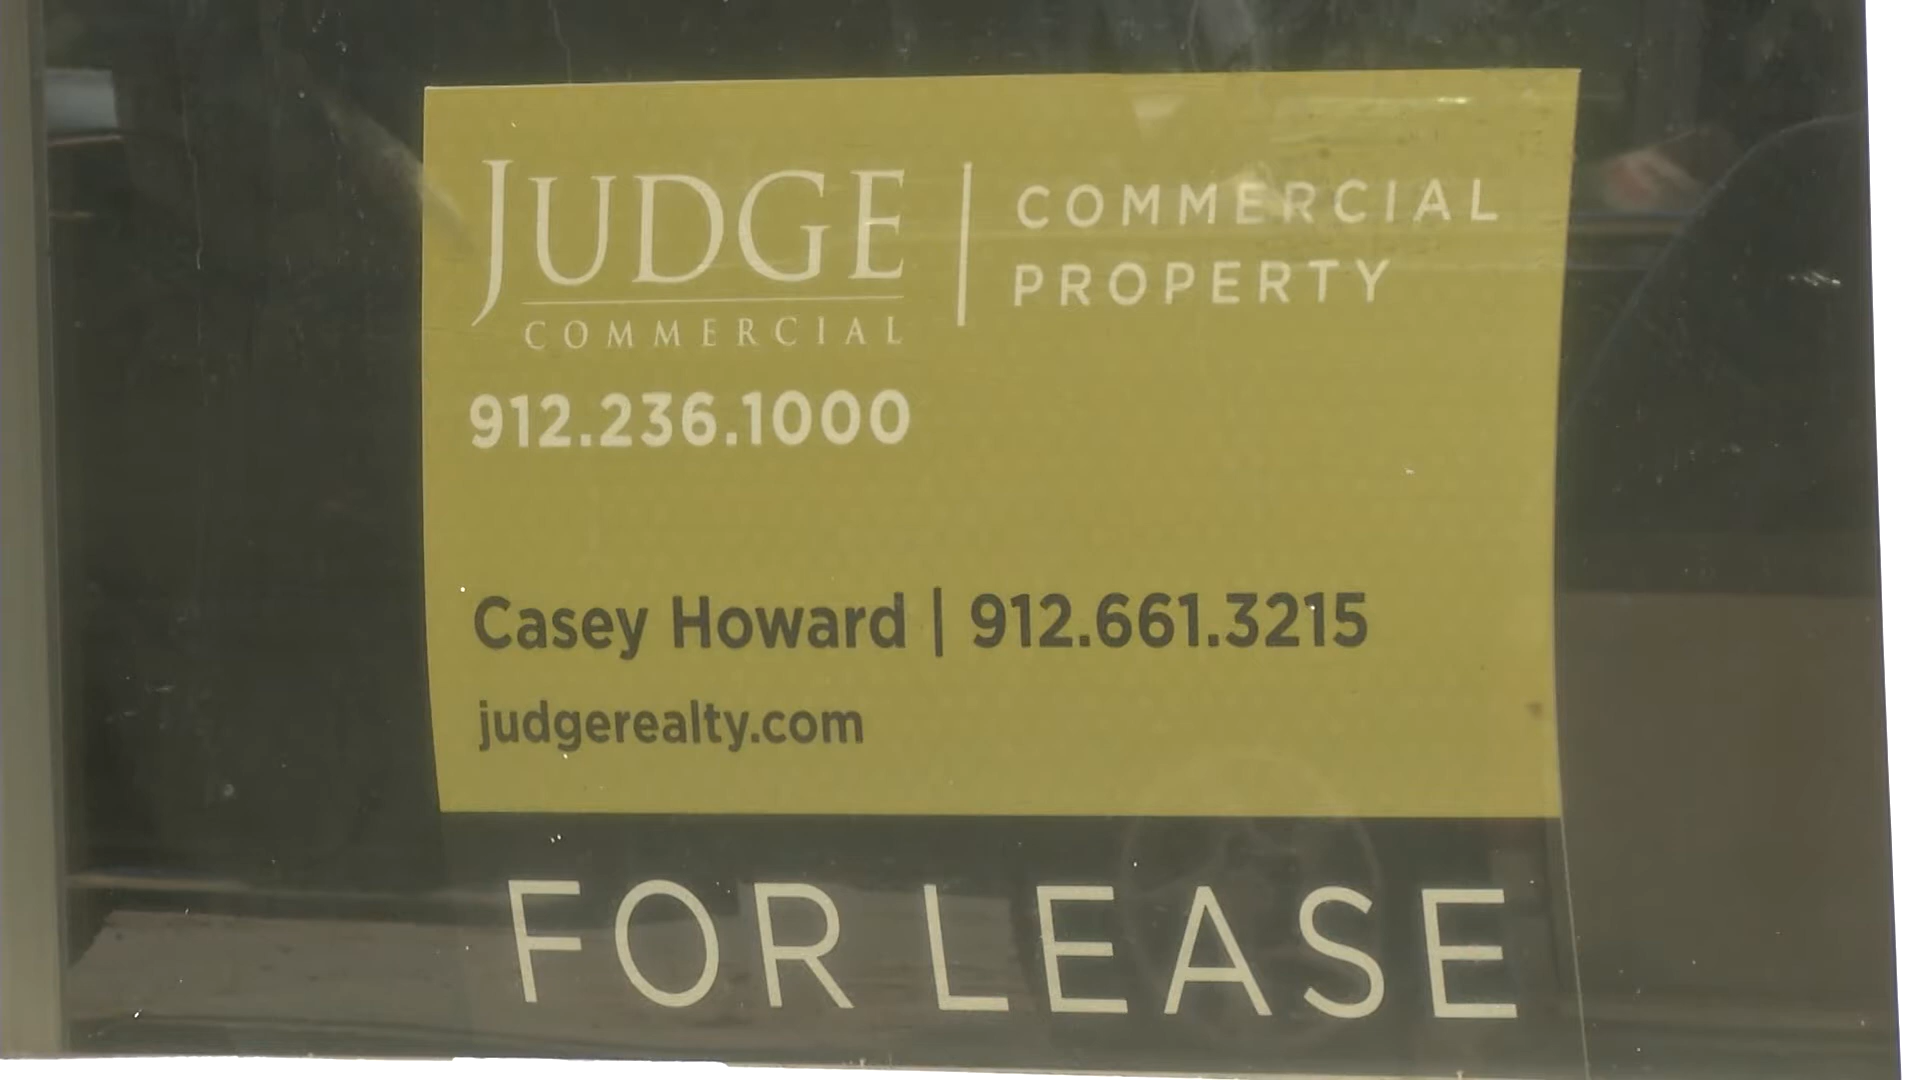 JUDGE
COMMERCIAL
COMMERCIAL
PROPERTY
912.236.1000
Casey Howard | 912.661.3215
judgerealty.com
FOR LEASE